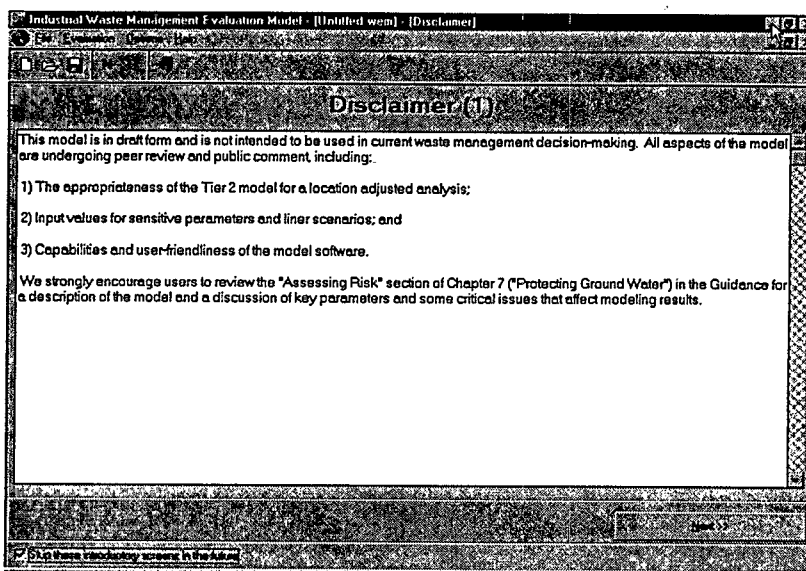 Industrial Waste Management Evaluation Model - [Untitled wem] - [Disclaimer]
File Evaluation Options Help
Disclaimer (1)
This model is in draft form and is not intended to be used in current waste management decision-making. All aspects of the model
are undergoing peer review and public comment, including:
1) The appropriateness of the Tier 2 model for a location adjusted analysis;
2) Input values for sensitive parameters and liner scenarios; and
3) Capabilities and user-friendliness of the model software.
We strongly encourage users to review the "Assessing Risk" section of Chapter 7 ("Protecting Ground Water") in the Guidance for
a description of the model and a discussion of key parameters and some critical issues that affect modeling results.
Next >>
Skip these introductory screens in the future